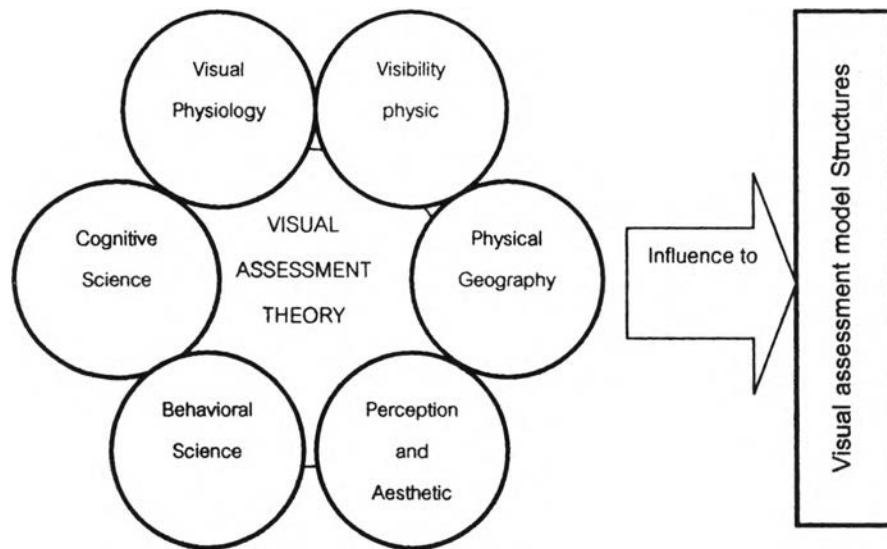 Visual
Physiology
Visibility
physic
Cognitive
Science
VISUAL
ASSESSMENT
THEORY
Physical
Geography
Behavioral
Science
Perception
and
Aesthetic
Influence to
Visual assessment model Structures